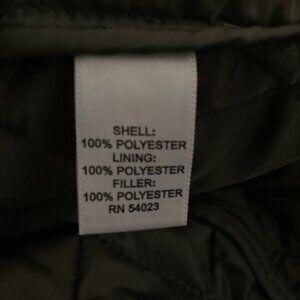 SHELL:
100% POLYESTER
LINING:
100% POLYESTER
FILLER:
100% POLYESTER
RN 54023